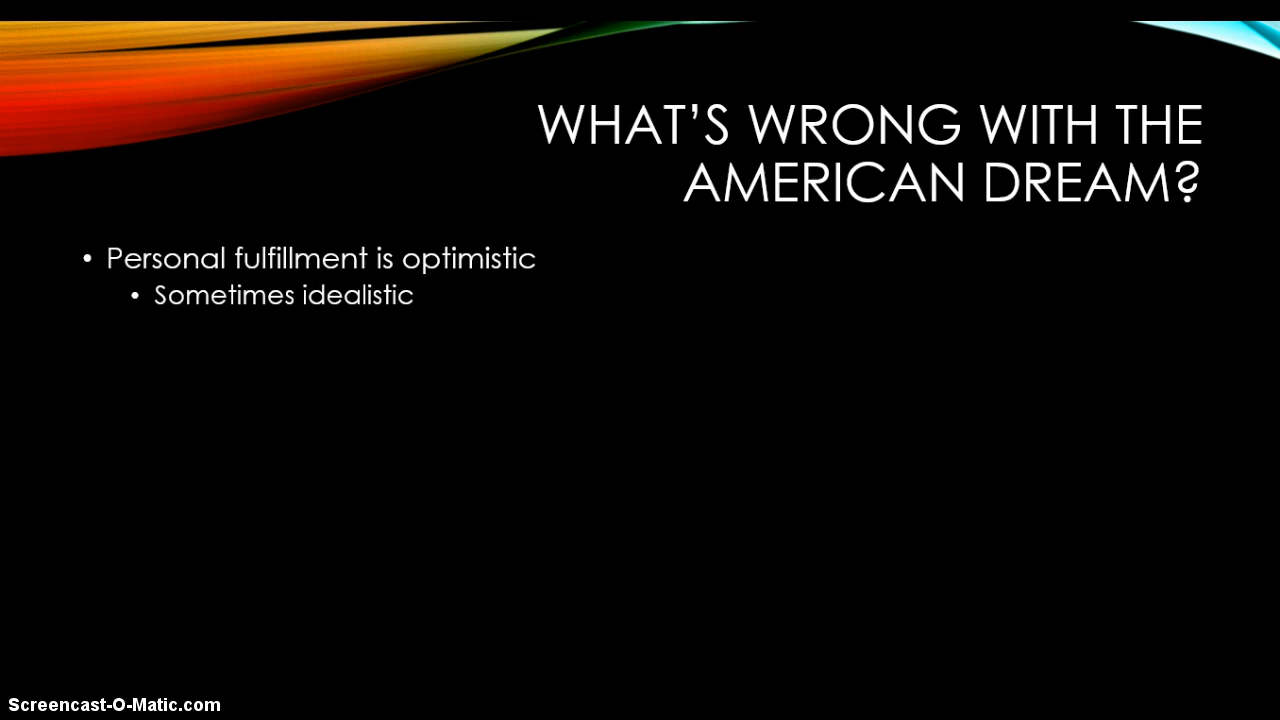 WHAT'S WRONG WITH THE
AMERICAN DREAM?
• Personal fulfillment is optimistic
• Sometimes idealistic
Screencast-O-Matic.com